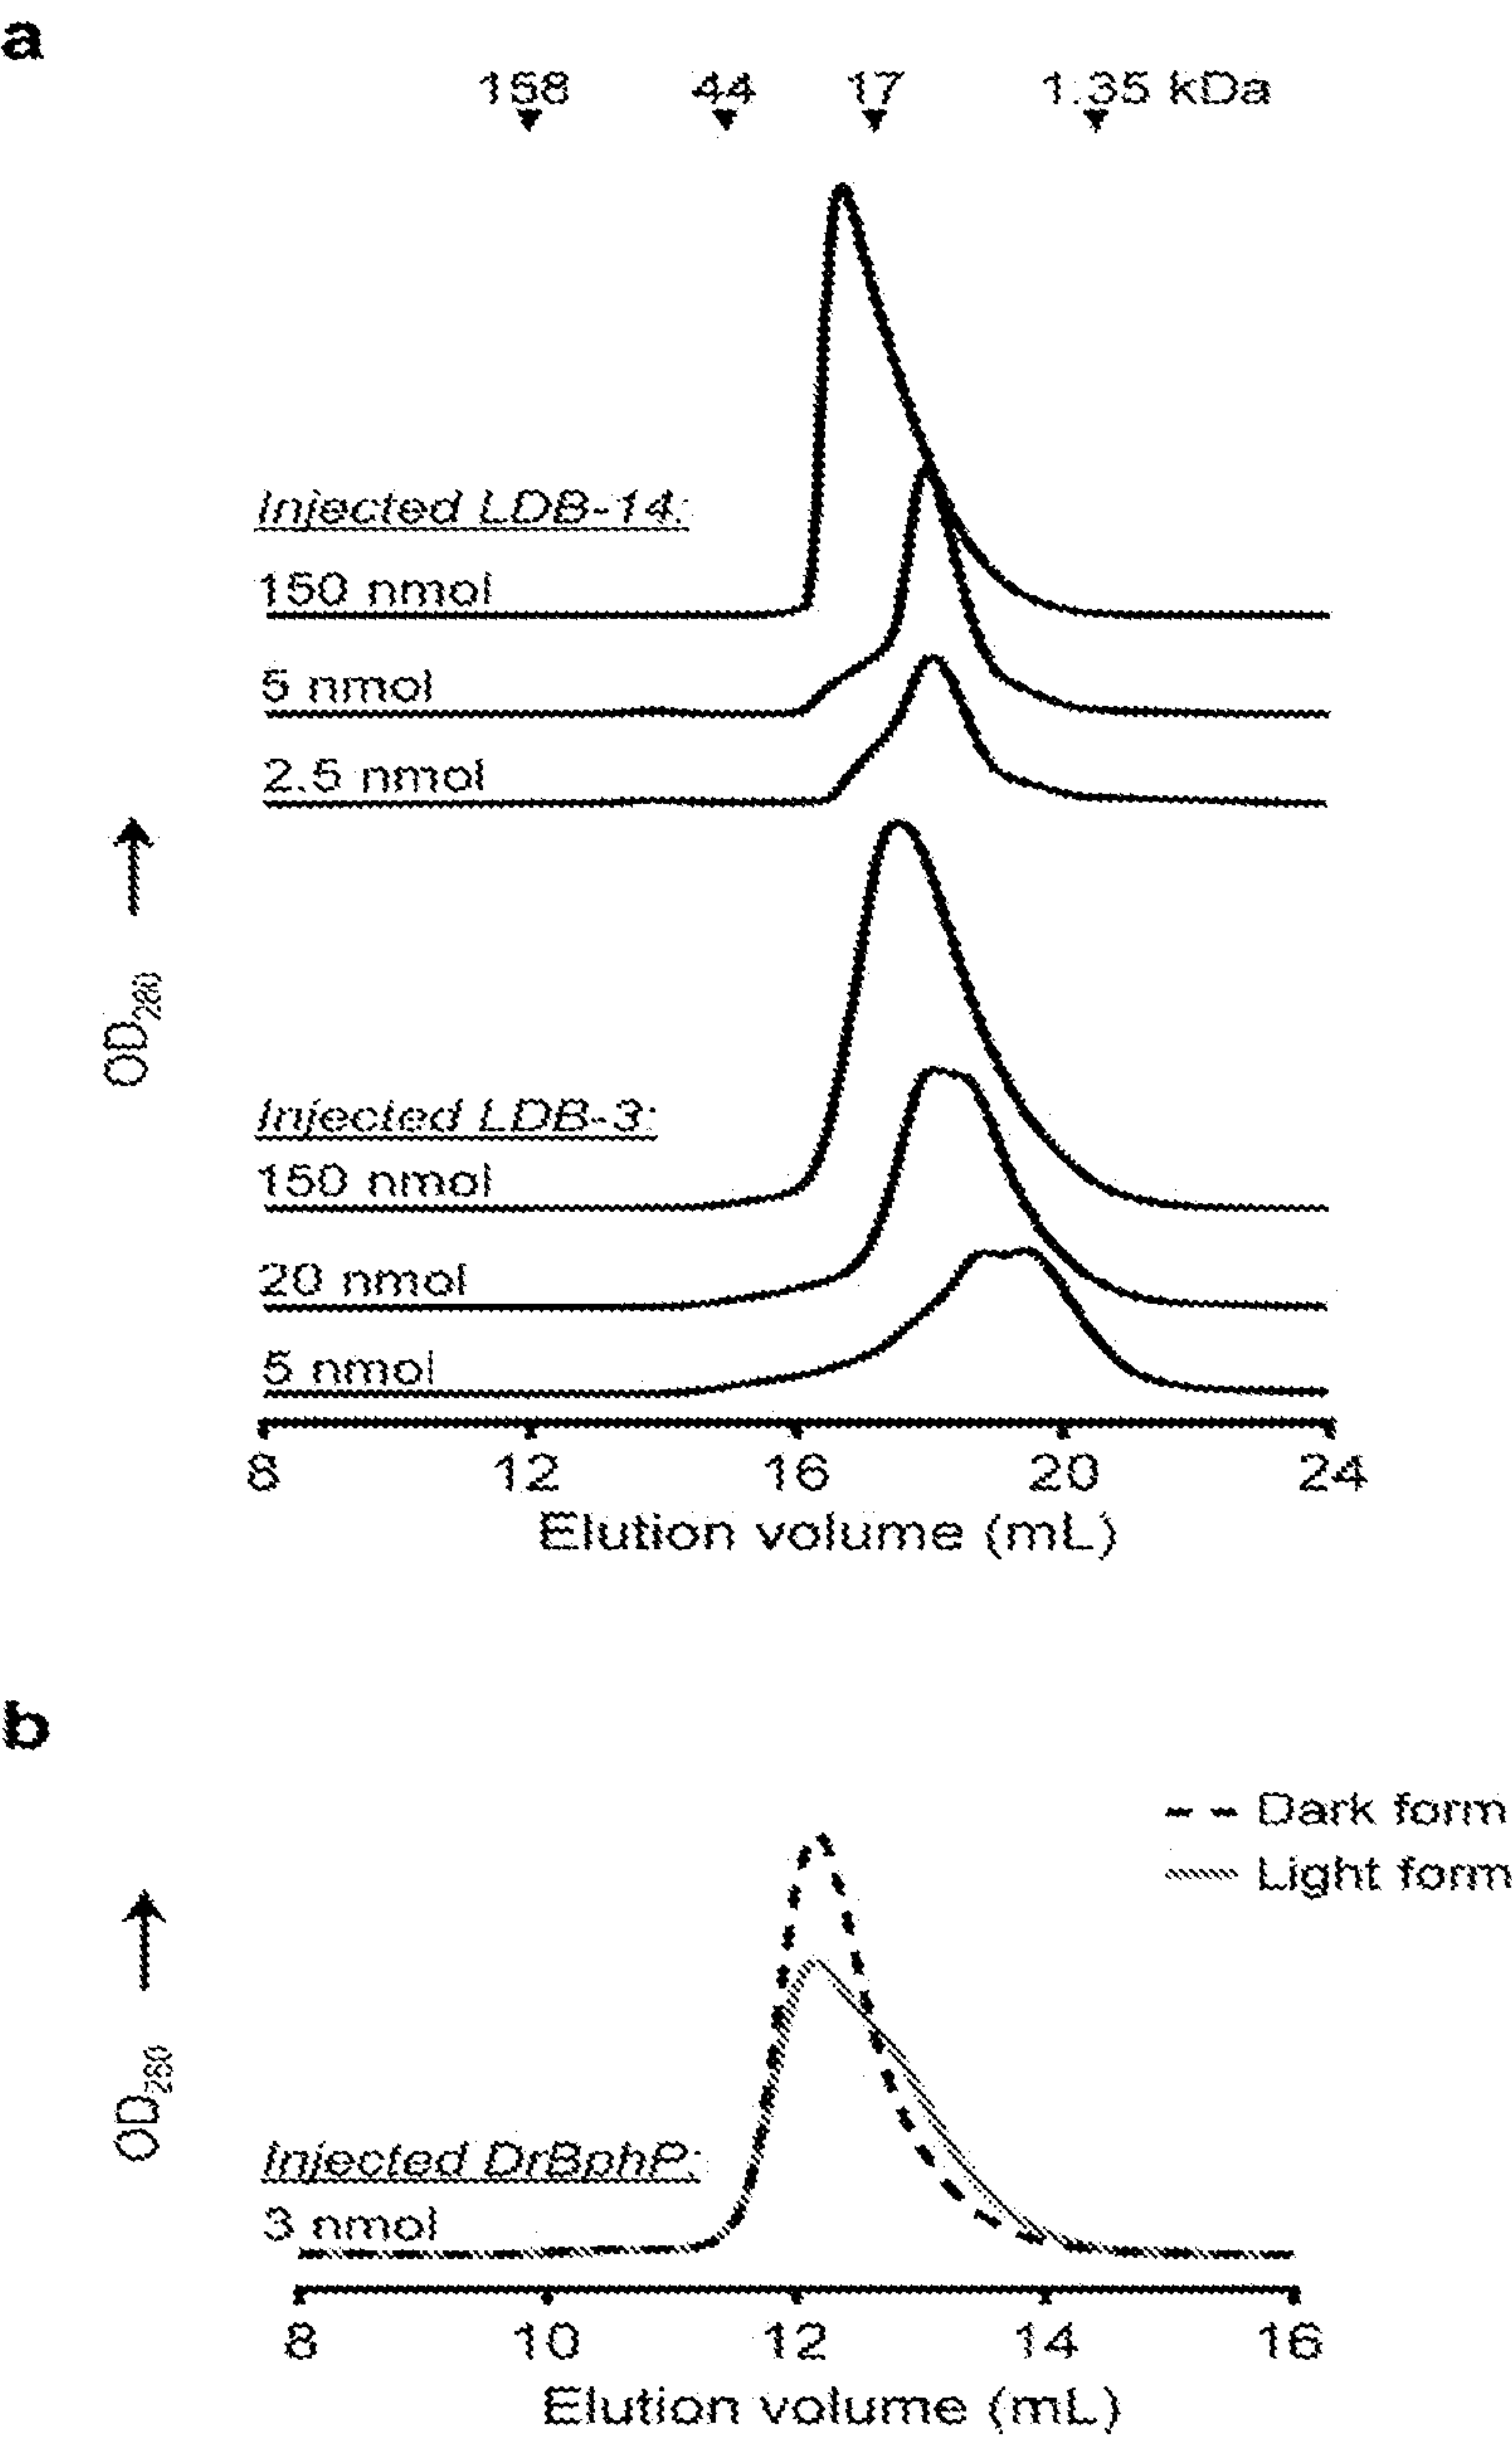 a
158 44 17 1.35 kDa
Injected LDB-14:
150 nmol
5 nmol
2.5 nmol
OD280
Injected LDB-3:
150 nmol
20 nmol
5 nmol
8 12 16 20 24
Elution volume (mL)
b
Dark form
Light form
OD280
Injected DrBphP:
3 nmol
8 10 12 14 16
Elution volume (mL)